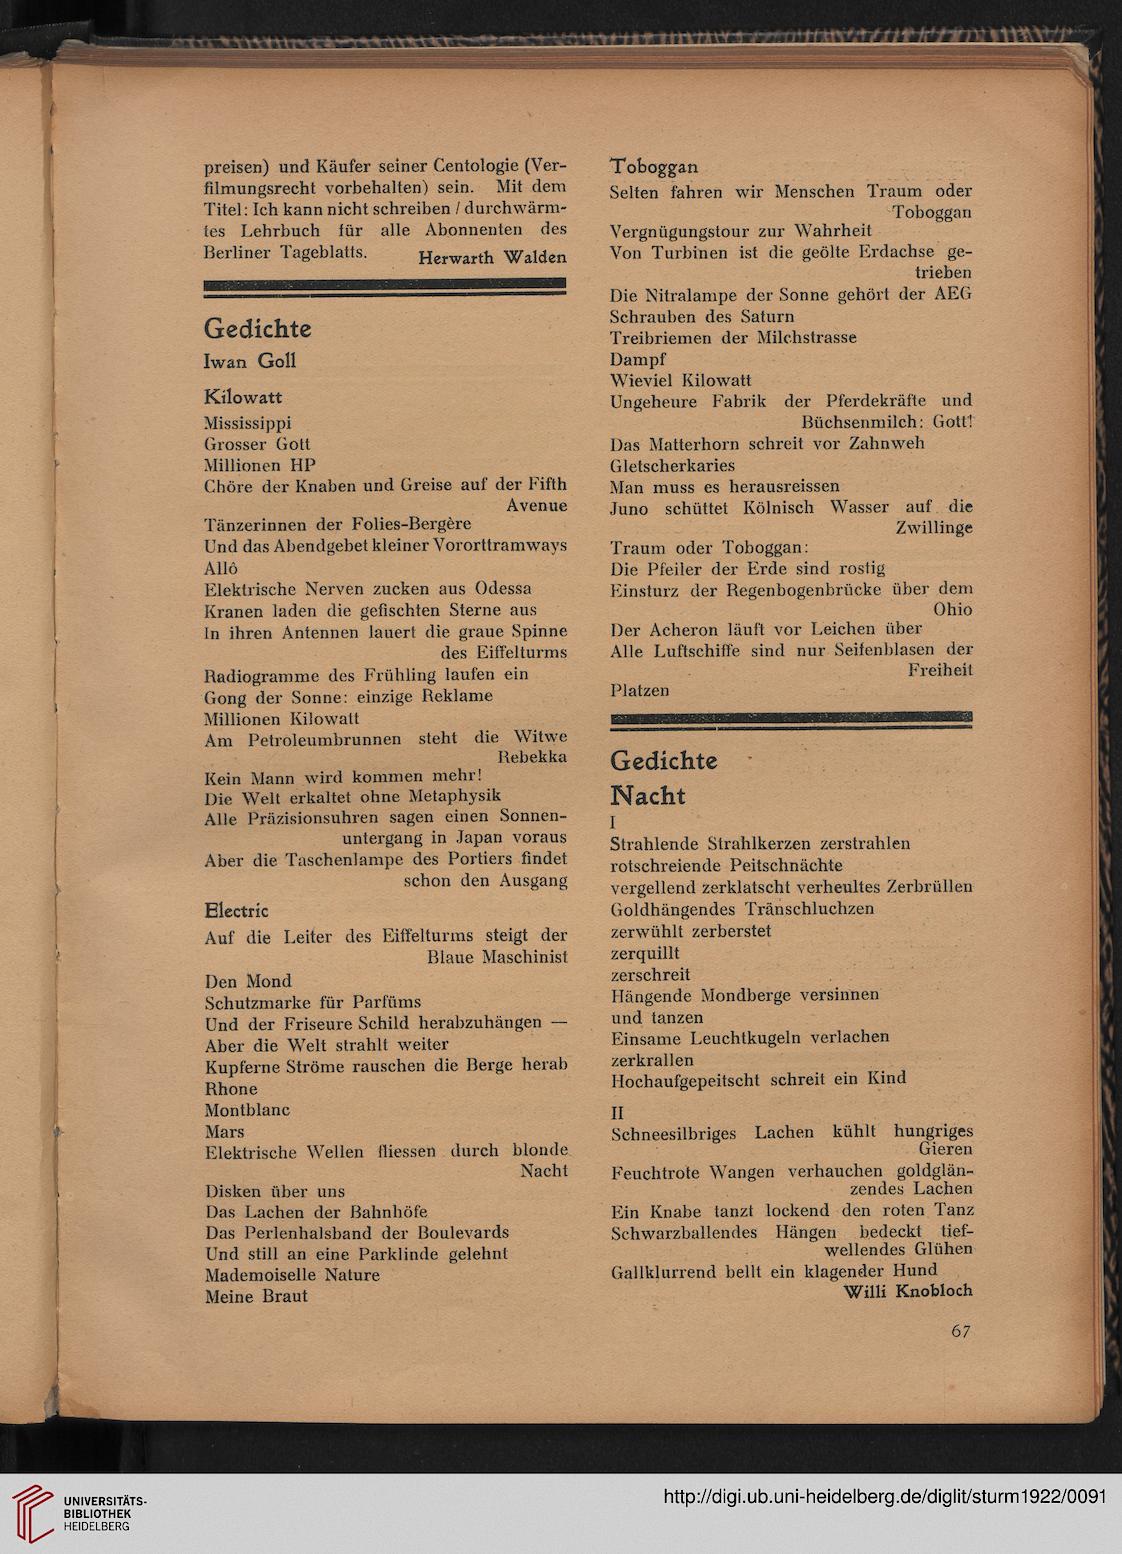 preisen) und Käufer seiner Centologie (Ver-
filmungsrecht vorbehalten) sein. Mit dem
Titel: Ich kann nicht schreiben / durchwärm-
tes Lehrbuch für alle Abonnenten des
Berliner Tageblatts.
Herwarth Walden
Gedichte
Iwan Goll
Kilowatt
Mississippi
Grosser Gott
Millionen HP
Chöre der Knaben und Greise auf der Fifth
Avenue
Tänzerinnen der Folies-Bergère
Und das Abendgebet kleiner Vororttramways
Allô
Elektrische Nerven zucken aus Odessa
Kranen laden die gefischten Sterne aus
In ihren Antennen lauert die graue Spinne
des Eiffelturms
Radiogramme des Frühling laufen ein
Gong der Sonne: einzige Reklame
Millionen Kilowatt
Am Petroleumbrunnen steht die Witwe
Rebekka
Kein Mann wird kommen mehr!
Die Welt erkaltet ohne Metaphysik
Alle Präzisionsuhren sagen einen Sonnen-
untergang in Japan voraus
Aber die Taschenlampe des Portiers findet
schon den Ausgang
Electric
Auf die Leiter des Eiffelturms steigt der
Blaue Maschinist
Den Mond
Schutzmarke für Parfüms
Und der Friseure Schild herabzuhängen —
Aber die Welt strahlt weiter
Kupferne Ströme rauschen die Berge herab
Rhone
Montblanc
Mars
Elektrische Wellen fliessen durch blonde
Nacht
Disken über uns
Das Lachen der Bahnhöfe
Das Perlenhalsband der Boulevards
Und still an eine Parklinde gelehnt
Mademoiselle Nature
Meine Braut
Toboggan
Selten fahren wir Menschen Traum oder
Toboggan
Vergnügungstour zur Wahrheit
Von Turbinen ist die geölte Erdachse ge-
trieben
Die Nitralampe der Sonne gehört der AEG
Schrauben des Saturn
Treibriemen der Milchstrasse
Dampf
Wieviel Kilowatt
Ungeheure Fabrik der Pferdekräfte und
Büchsenmilch: Gott!
Das Matterhorn schreit vor Zahnweh
Gletscherkaries
Man muss es herausreissen
Juno schüttet Kölnisch Wasser auf die
Zwillinge
Traum oder Toboggan:
Die Pfeiler der Erde sind rostig
Einsturz der Regenbogenbrücke über dem
Ohio
Der Acheron läuft vor Leichen über
Alle Luftschiffe sind nur Seifenblasen der
Freiheit
Platzen
Gedichte
Nacht
I
Strahlende Strahlkerzen zerstrahlen
rotschreiende Peitschnächte
vergellend zerklatscht verheultes Zerbrüllen
Goldhängendes Tränschluchzen
zerwühlt zerberstet
zerquillt
zerschreit
Hängende Mondberge versinnen
und tanzen
Einsame Leuchtkugeln verlachen
zerkrallen
Hochaufgepeitscht schreit ein Kind
II
Schneesilbriges Lachen kühlt hungriges
Gieren
Feuchtrote Wangen verhauchen goldglän-
zendes Lachen
Ein Knabe tanzt lockend den roten Tanz
Schwarzballendes Hängen bedeckt tief-
wellendes Glühen
Gallklurrend bellt ein klagender Hund
Willi Knobloch
67
UNIVERSITÄTS-
BIBLIOTHEK
HEIDELBERG
http://digi.ub.uni-heidelberg.de/diglit/sturm1922/0091